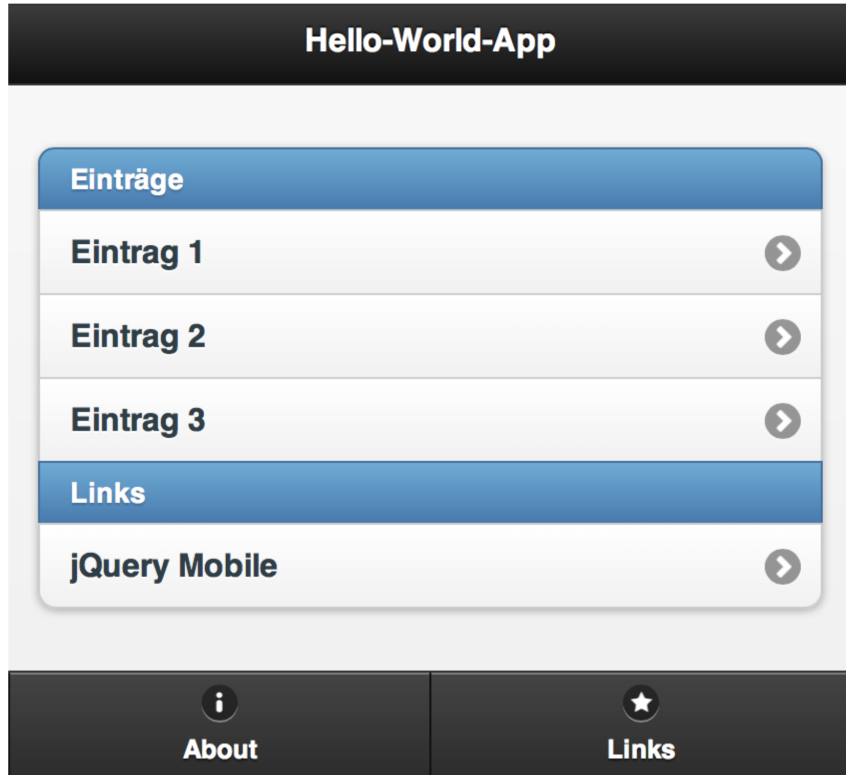 Hello-World-App
Einträge
Eintrag 1
Eintrag 2
Eintrag 3
Links
jQuery Mobile
About
Links